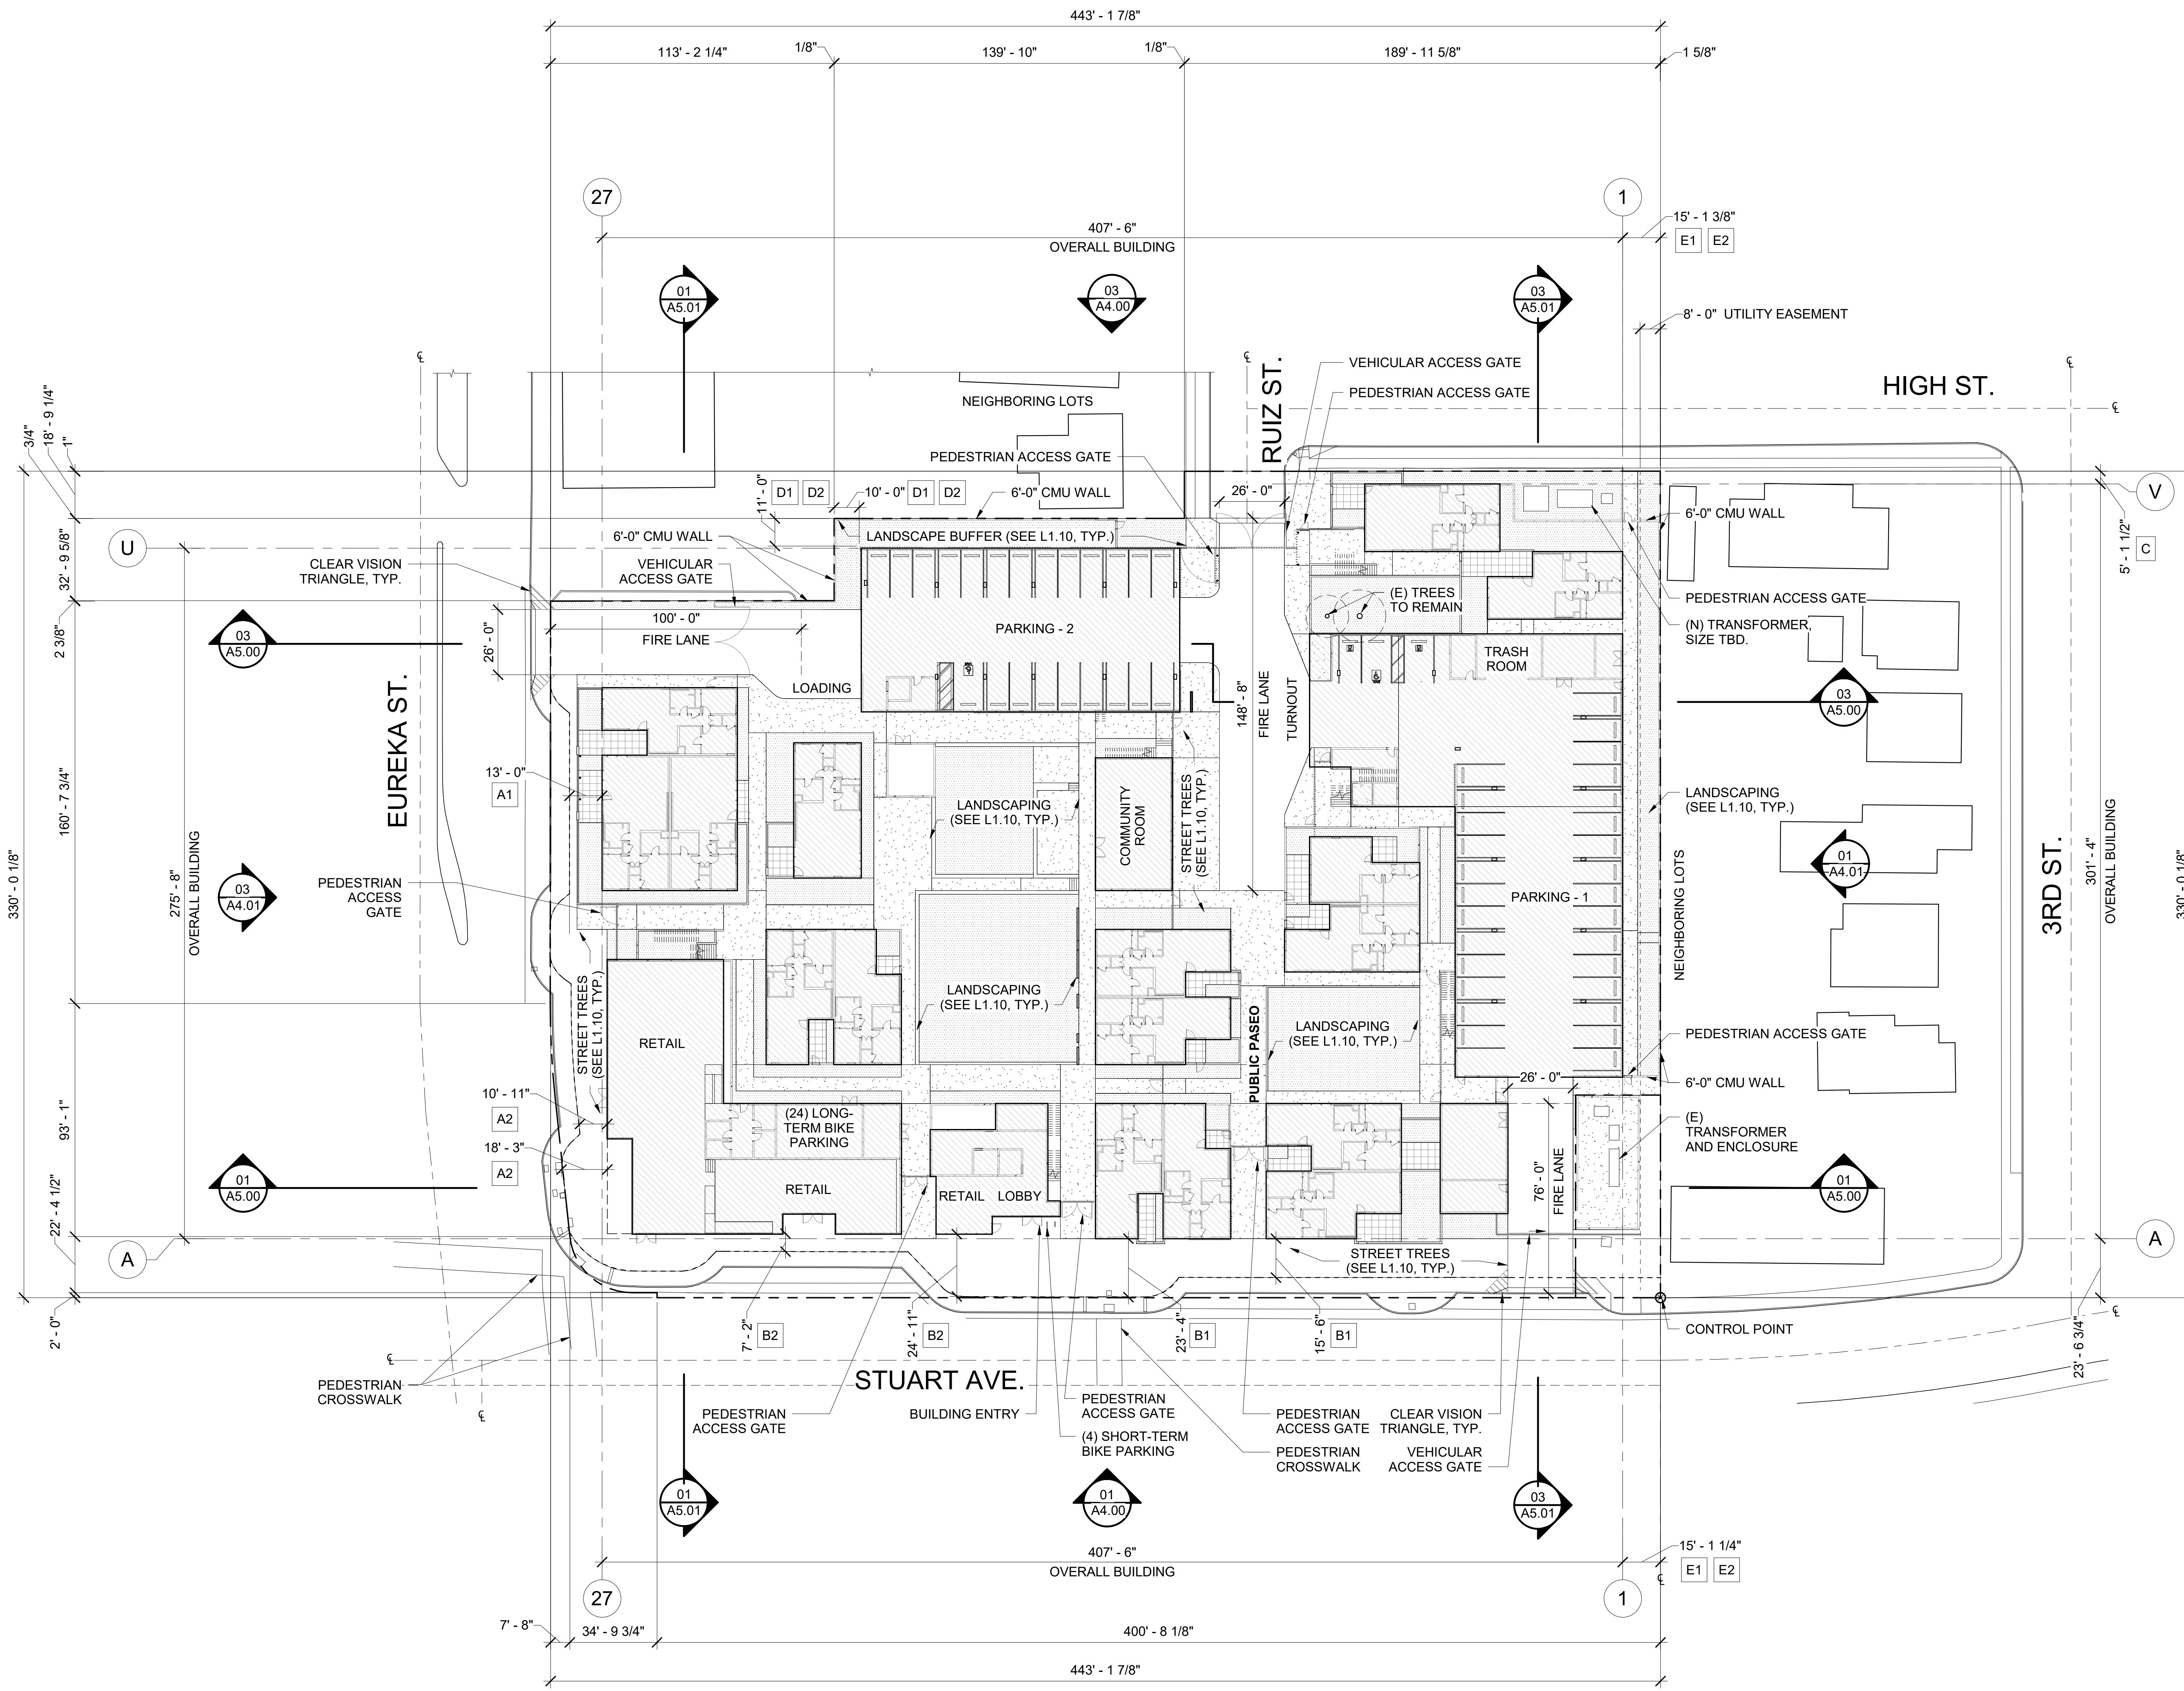 443' - 1 7/8"
113' - 2 1/4"
1/8"
139' - 10"
1/8"
189' - 11 5/8"
1 5/8"
27
1
407' - 6"
OVERALL BUILDING
15' - 1 3/8"
E1 E2
01
A5.01
03
A4.00
03
A5.01
8' - 0" UTILITY EASEMENT
℄
℄
℄
VEHICULAR ACCESS GATE
PEDESTRIAN ACCESS GATE
RUIZ ST.
HIGH ST.
℄
NEIGHBORING LOTS
PEDESTRIAN ACCESS GATE
3/4"
18' - 9 1/4"
1"
11' - 0"
D1 D2
10' - 0" D1 D2
6'-0" CMU WALL
26' - 0"
V
6'-0" CMU WALL
U
6'-0" CMU WALL
LANDSCAPE BUFFER (SEE L1.10, TYP.)
5' - 1 1/2"
C
CLEAR VISION
TRIANGLE, TYP.
VEHICULAR
ACCESS GATE
32' - 9 5/8"
2 3/8"
100' - 0"
FIRE LANE
26' - 0"
PARKING - 2
(E) TREES
TO REMAIN
PEDESTRIAN ACCESS GATE
(N) TRANSFORMER,
SIZE TBD.
03
A5.00
TRASH
ROOM
LOADING
EUREKA ST.
148' - 8"
FIRE LANE
TURNOUT
03
A5.00
13' - 0"
A1
160' - 7 3/4"
LANDSCAPING
(SEE L1.10, TYP.)
COMMUNITY
ROOM
STREET TREES
(SEE L1.10, TYP.)
LANDSCAPING
(SEE L1.10, TYP.)
330' - 0 1/8"
275' - 8"
OVERALL BUILDING
03
A4.01
PEDESTRIAN
ACCESS
GATE
PARKING - 1
NEIGHBORING LOTS
01
A4.01
3RD ST.
301' - 4"
OVERALL BUILDING
330' - 0 1/8"
STREET TREES
(SEE L1.10, TYP.)
RETAIL
LANDSCAPING
(SEE L1.10, TYP.)
PUBLIC PASEO
LANDSCAPING
(SEE L1.10, TYP.)
PEDESTRIAN ACCESS GATE
26' - 0"
6'-0" CMU WALL
93' - 1"
10' - 11"
A2
18' - 3"
A2
(24) LONG-
TERM BIKE
PARKING
(E)
TRANSFORMER
AND ENCLOSURE
01
A5.00
RETAIL
RETAIL LOBBY
76' - 0"
FIRE LANE
01
A5.00
22' - 4 1/2"
A
A
STREET TREES
(SEE L1.10, TYP.)
2' - 0"
7' - 2"
B2
24' - 11"
B2
23' - 4"
B1
15' - 6"
B1
CONTROL POINT
23' - 6 3/4"
℄
℄
STUART AVE.
PEDESTRIAN
CROSSWALK
℄
PEDESTRIAN
ACCESS GATE
BUILDING ENTRY
PEDESTRIAN
ACCESS GATE
(4) SHORT-TERM
BIKE PARKING
PEDESTRIAN
ACCESS GATE
PEDESTRIAN
CROSSWALK
CLEAR VISION
TRIANGLE, TYP.
VEHICULAR
ACCESS GATE
01
A5.01
01
A4.00
03
A5.01
407' - 6"
OVERALL BUILDING
15' - 1 1/4"
E1 E2
℄
27
1
7' - 8"
34' - 9 3/4"
400' - 8 1/8"
443' - 1 7/8"